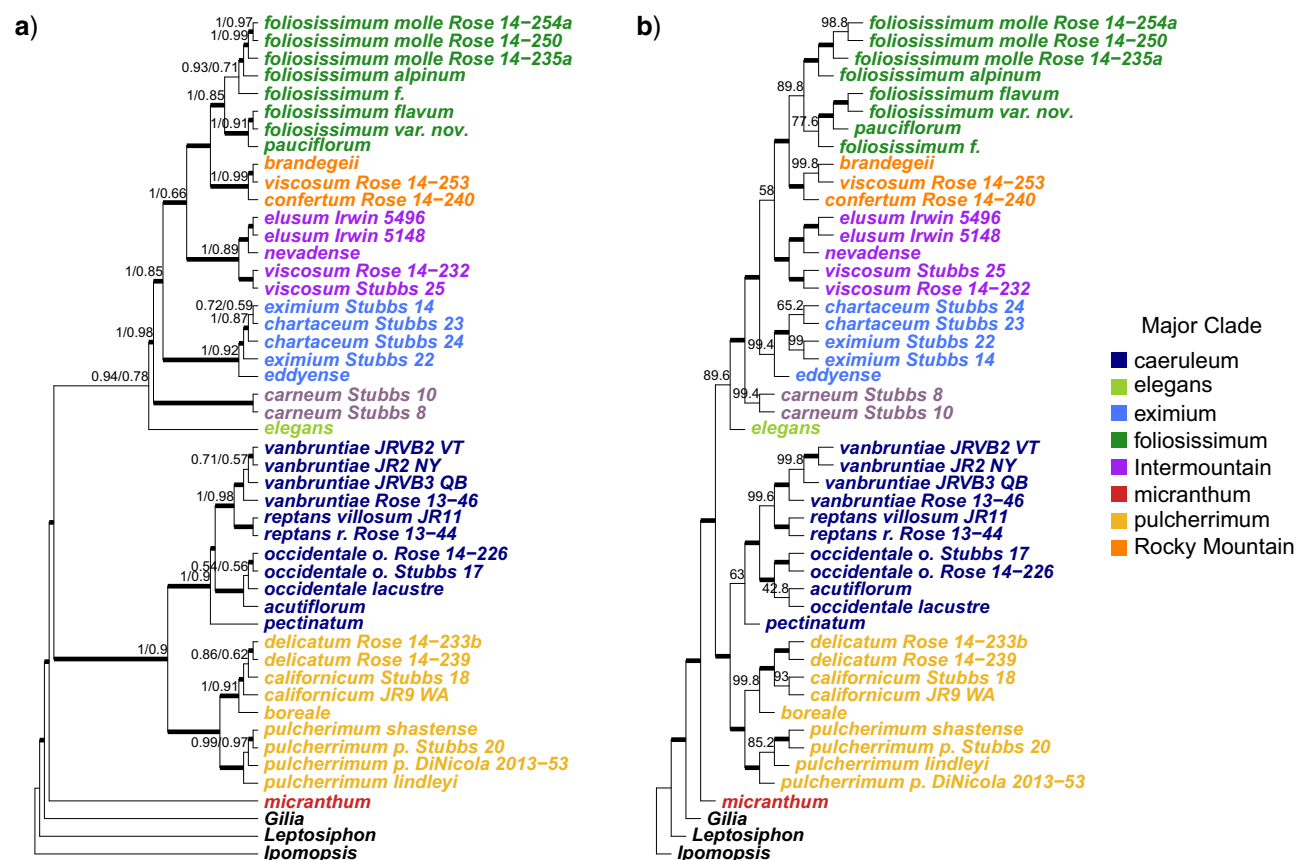 a)
foliosissimum molle Rose 14−254a
foliosissimum molle Rose 14−250
foliosissimum molle Rose 14−235a
foliosissimum alpinum
foliosissimum f.
foliosissimum flavum
foliosissimum var. nov.
pauciflorum
brandegeii
viscosum Rose 14−253
confertum Rose 14−240
elusum Irwin 5496
elusum Irwin 5148
nevadense
viscosum Rose 14−232
viscosum Stubbs 25
eximium Stubbs 14
chartaceum Stubbs 23
chartaceum Stubbs 24
eximium Stubbs 22
eddyense
carneum Stubbs 10
carneum Stubbs 8
elegans
vanbruntiae JRVB2 VT
vanbruntiae JR2 NY
vanbruntiae JRVB3 QB
vanbruntiae Rose 13−46
reptans villosum JR11
reptans r. Rose 13−44
occidentale o. Rose 14−226
occidentale o. Stubbs 17
occidentale lacustre
acutiflorum
pectinatum
delicatum Rose 14−233b
delicatum Rose 14−239
californicum Stubbs 18
californicum JR9 WA
boreale
pulcherimum shastense
pulcherrimum p. Stubbs 20
pulcherrimum p. DiNicola 2013−53
pulcherrimum lindleyi
micranthum
Gilia
Leptosiphon
Ipomopsis
1/0.97
1/0.99
0.93/0.71
1/0.85
1/0.91
1/0.99
1/0.66
1/0.89
1/0.85
0.72/0.59
1/0.87
1/0.98
1/0.92
0.94/0.78
0.71/0.57
1/0.98
0.54/0.56
1/0.9
1/0.9
0.86/0.62
1/0.91
0.99/0.97
b)
foliosissimum molle Rose 14−254a
foliosissimum molle Rose 14−250
foliosissimum molle Rose 14−235a
foliosissimum alpinum
foliosissimum flavum
foliosissimum var. nov.
pauciflorum
foliosissimum f.
brandegeii
viscosum Rose 14−253
confertum Rose 14−240
elusum Irwin 5496
elusum Irwin 5148
nevadense
viscosum Stubbs 25
viscosum Rose 14−232
chartaceum Stubbs 24
chartaceum Stubbs 23
eximium Stubbs 22
eximium Stubbs 14
eddyense
carneum Stubbs 8
carneum Stubbs 10
elegans
vanbruntiae JRVB2 VT
vanbruntiae JR2 NY
vanbruntiae JRVB3 QB
vanbruntiae Rose 13−46
reptans villosum JR11
reptans r. Rose 13−44
occidentale o. Stubbs 17
occidentale o. Rose 14−226
acutiflorum
occidentale lacustre
pectinatum
delicatum Rose 14−233b
delicatum Rose 14−239
californicum Stubbs 18
californicum JR9 WA
boreale
pulcherimum shastense
pulcherrimum p. Stubbs 20
pulcherrimum lindleyi
pulcherrimum p. DiNicola 2013−53
micranthum
Gilia
Leptosiphon
Ipomopsis
98.8
89.8
77.6
99.8
58
65.2
99
99.4
89.6
99.4
99.8
99.6
63
42.8
99.8
93
85.2
Major Clade
caeruleum
elegans
eximium
foliosissimum
Intermountain
micranthum
pulcherrimum
Rocky Mountain